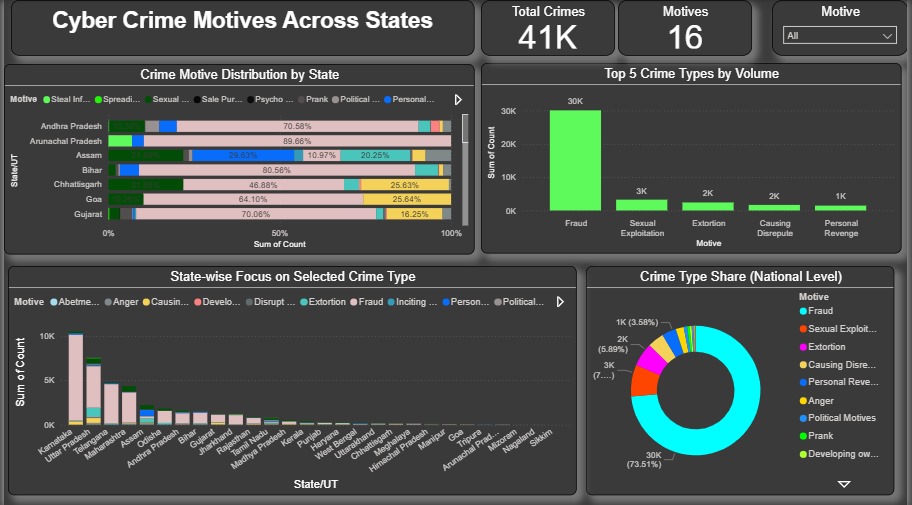 Cyber Crime Motives Across States
Total Crimes
41K
Motives
16
Motive
All
Crime Motive Distribution by State
Motive Steal Inf... Spreadi... Sexual ... Sale Pur... Psycho ... Prank Political ... Personal...
State/UT
Andhra Pradesh 70.58%
Arunachal Pradesh 89.66%
Assam 29.63% 10.97% 20.25%
Bihar 80.56%
Chhattisgarh 46.88% 25.63%
Goa 64.10% 25.64%
Gujarat 70.06% 16.25%
0% 50% 100%
Sum of Count
Top 5 Crime Types by Volume
Sum of Count
30K
20K
10K
0K
30K 3K 2K 2K 1K
Fraud Sexual Exploitation Extortion Causing Disrepute Personal Revenge
Motive
State-wise Focus on Selected Crime Type
Motive Abetme... Anger Causin... Develo... Disrupt ... Extortion Fraud Inciting ... Person... Political...
Sum of Count
10K
5K
0K
Karnataka
Uttar Pradesh
Telangana
Maharashtra
Assam
Odisha
Andhra Pradesh
Bihar
Gujarat
Jharkhand
Rajasthan
Tamil Nadu
Madhya Pradesh
Kerala
Punjab
Haryana
West Bengal
Uttarakhand
Chhattisgarh
Meghalaya
Himachal Pradesh
Manipur
Goa
Tripura
Arunachal Prad...
Mizoram
Nagaland
Sikkim
State/UT
Crime Type Share (National Level)
1K (3.58%)
2K
(5.89%)
3K
(7....)
30K
(73.51%)
Motive
Fraud
Sexual Exploit...
Extortion
Causing Disre...
Personal Reve...
Anger
Political Motives
Prank
Developing ow...